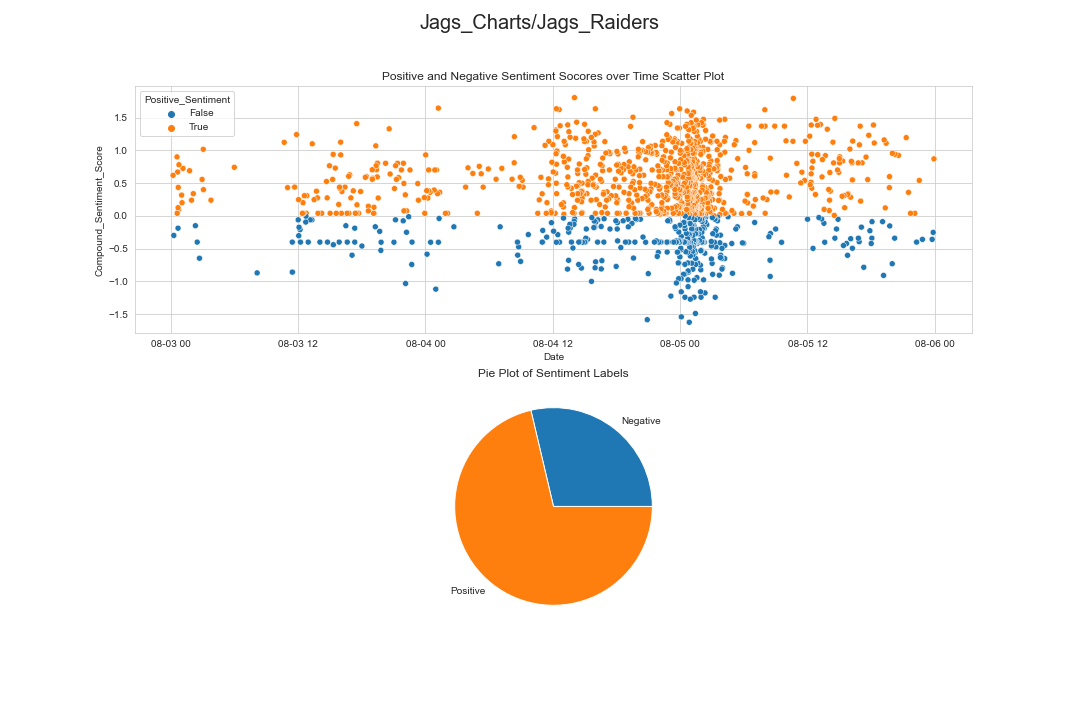 Jags_Charts/Jags_Raiders
Positive and Negative Sentiment Socores over Time Scatter Plot
Positive_Sentiment
False
True
Compound_Sentiment_Score
1.5
1.0
0.5
0.0
−0.5
−1.0
−1.5
08-03 00
08-03 12
08-04 00
08-04 12
08-05 00
08-05 12
08-06 00
Date
Pie Plot of Sentiment Labels
Negative
Positive